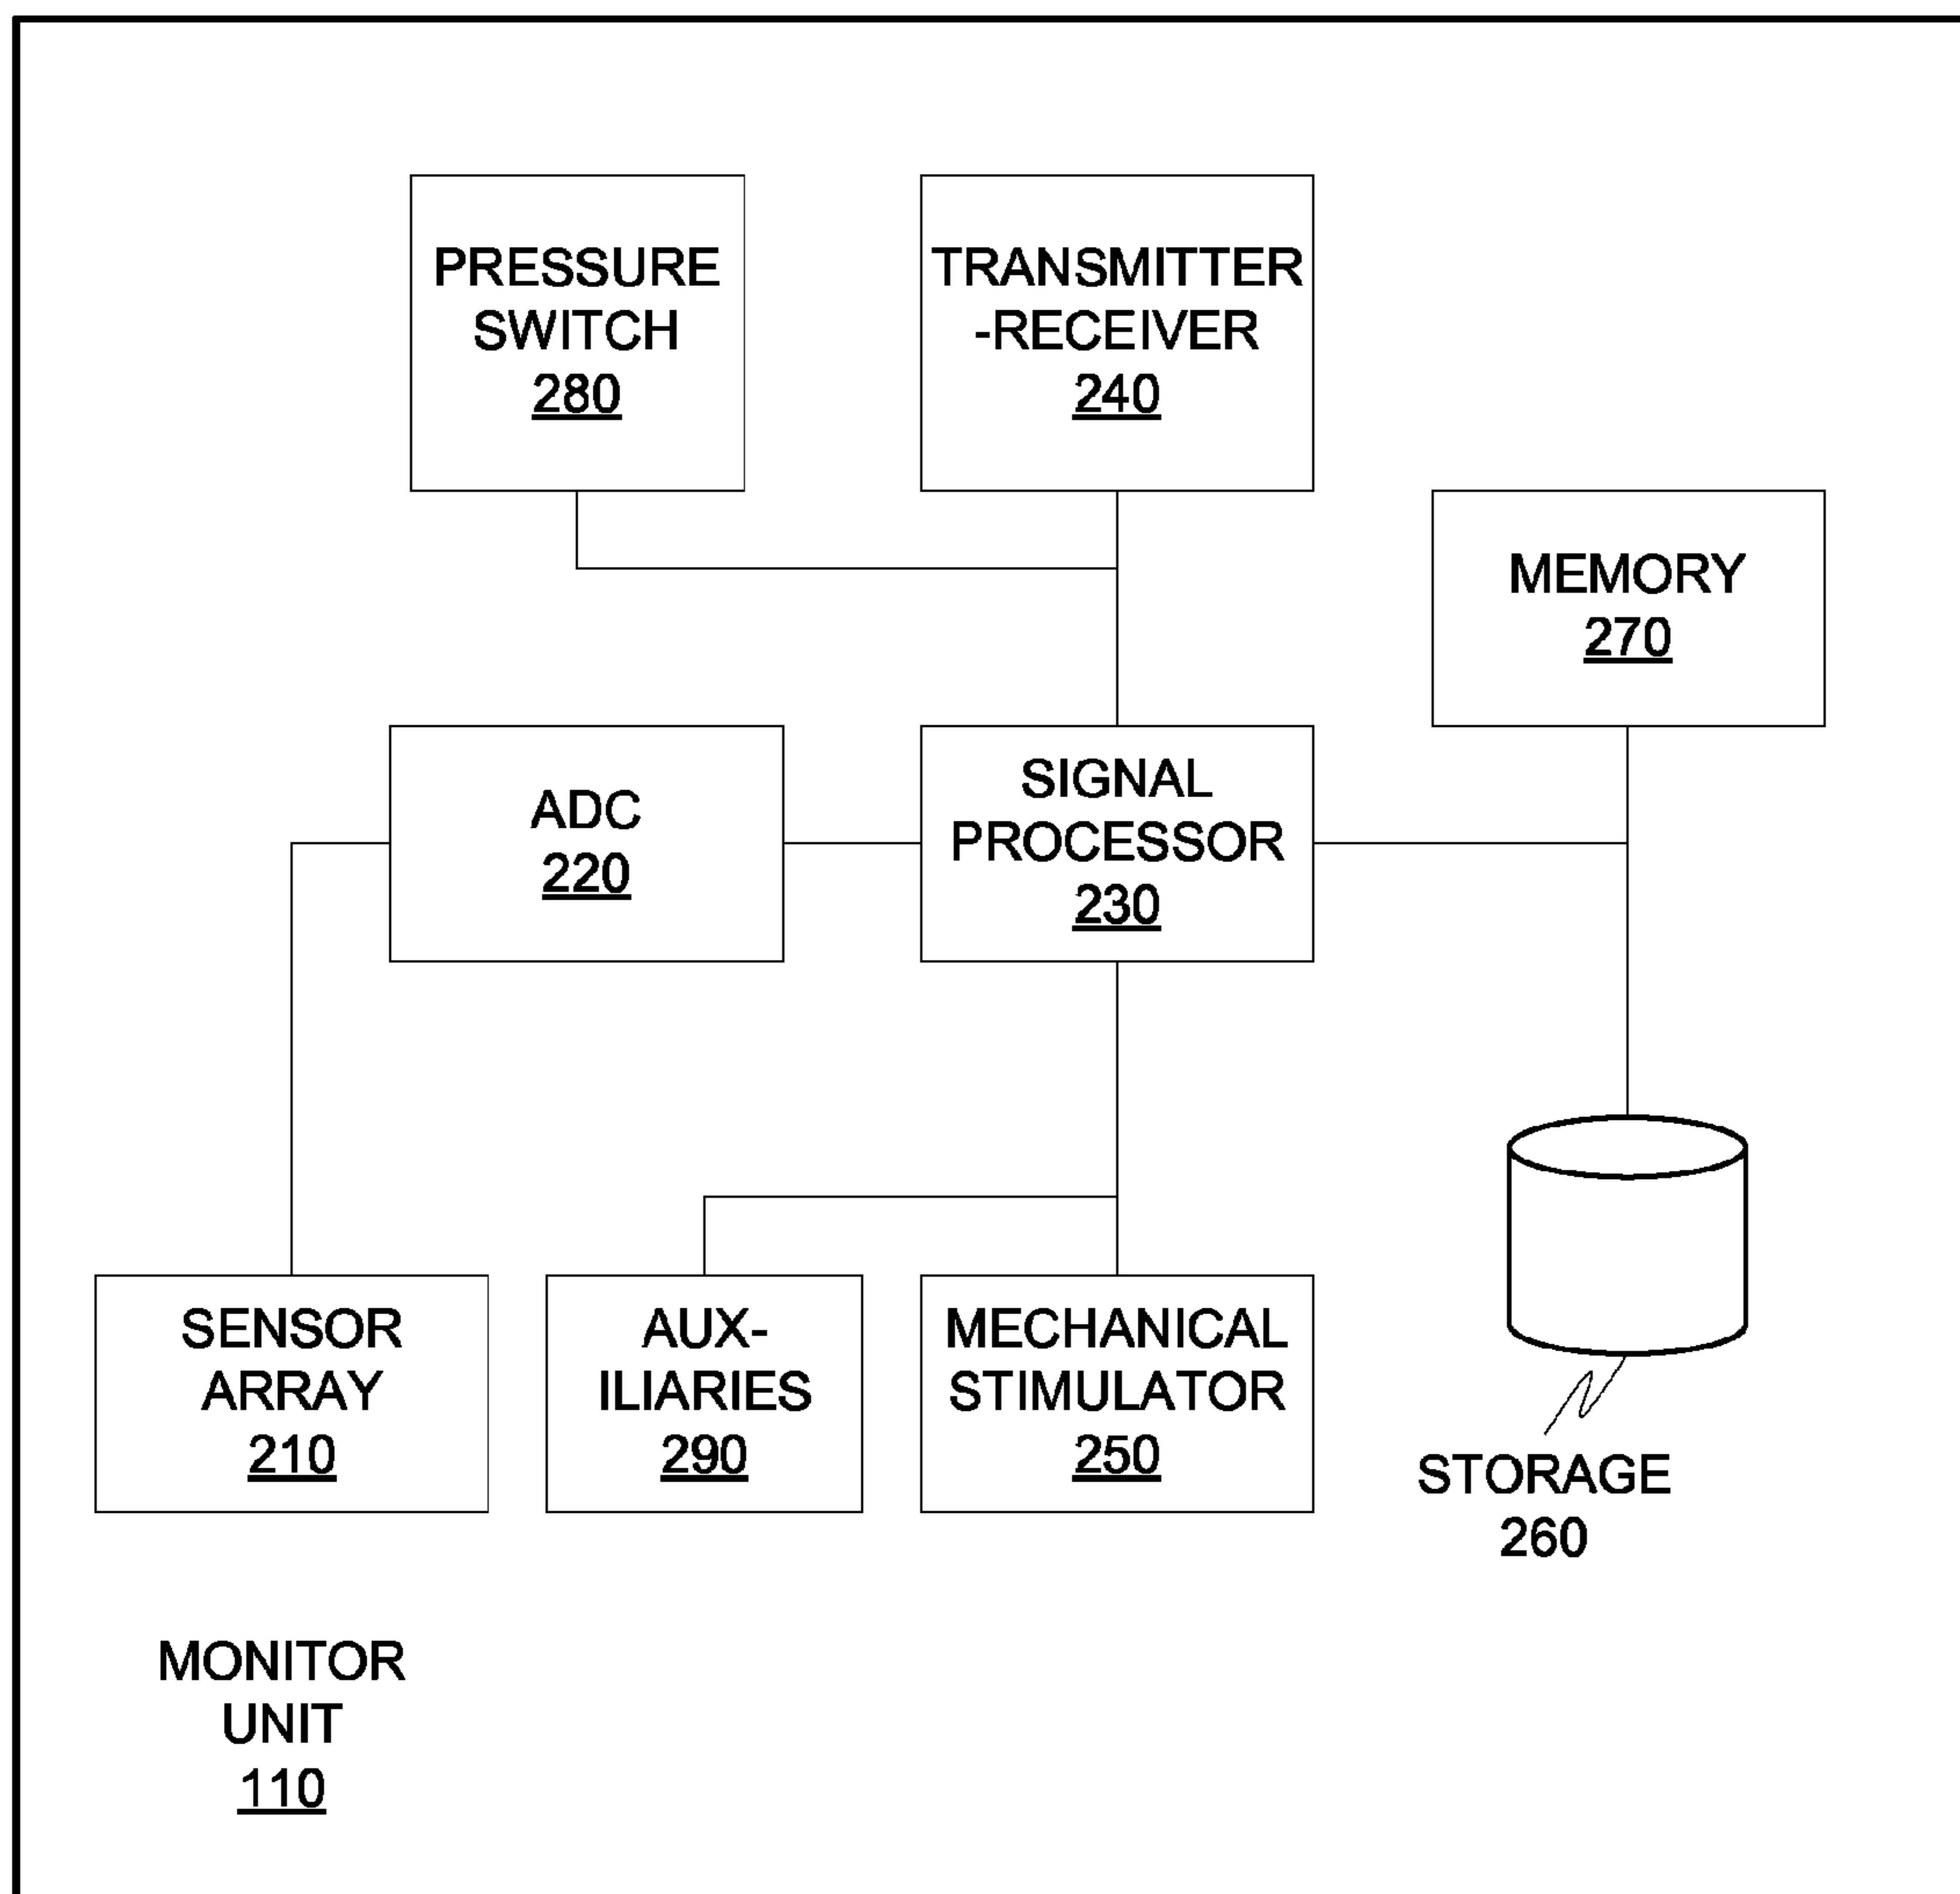 PRESSURE
SWITCH
280
TRANSMITTER
-RECEIVER
240
MEMORY
270
ADC
220
SIGNAL
PROCESSOR
230
SENSOR
ARRAY
210
AUX-
ILIARIES
290
MECHANICAL
STIMULATOR
250
STORAGE
260
MONITOR
UNIT
110